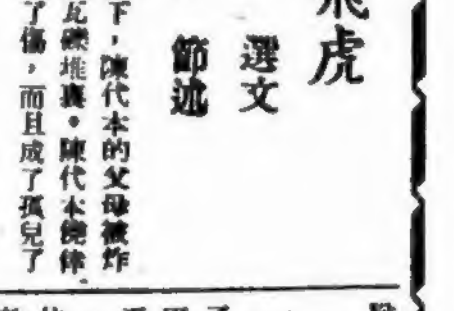 虎
選文
節述
下，陳代本的父母被炸
瓦礫堆裏。陳代本僥倖
了傷，而且成了孤兒了